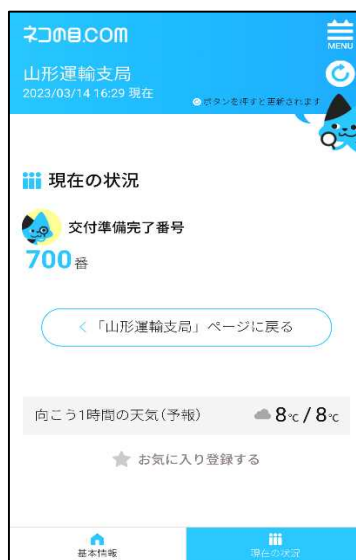 ネコの目.COM
MENU
山形運輸支局
2023/03/14 16:29 現在
ボタンを押すと更新されます
現在の状況
交付準備完了番号
700番
< 「山形運輸支局」ページに戻る
向こう1時間の天気(予報)
8℃ / 8℃
お気に入り登録する
基本情報
現在の状況